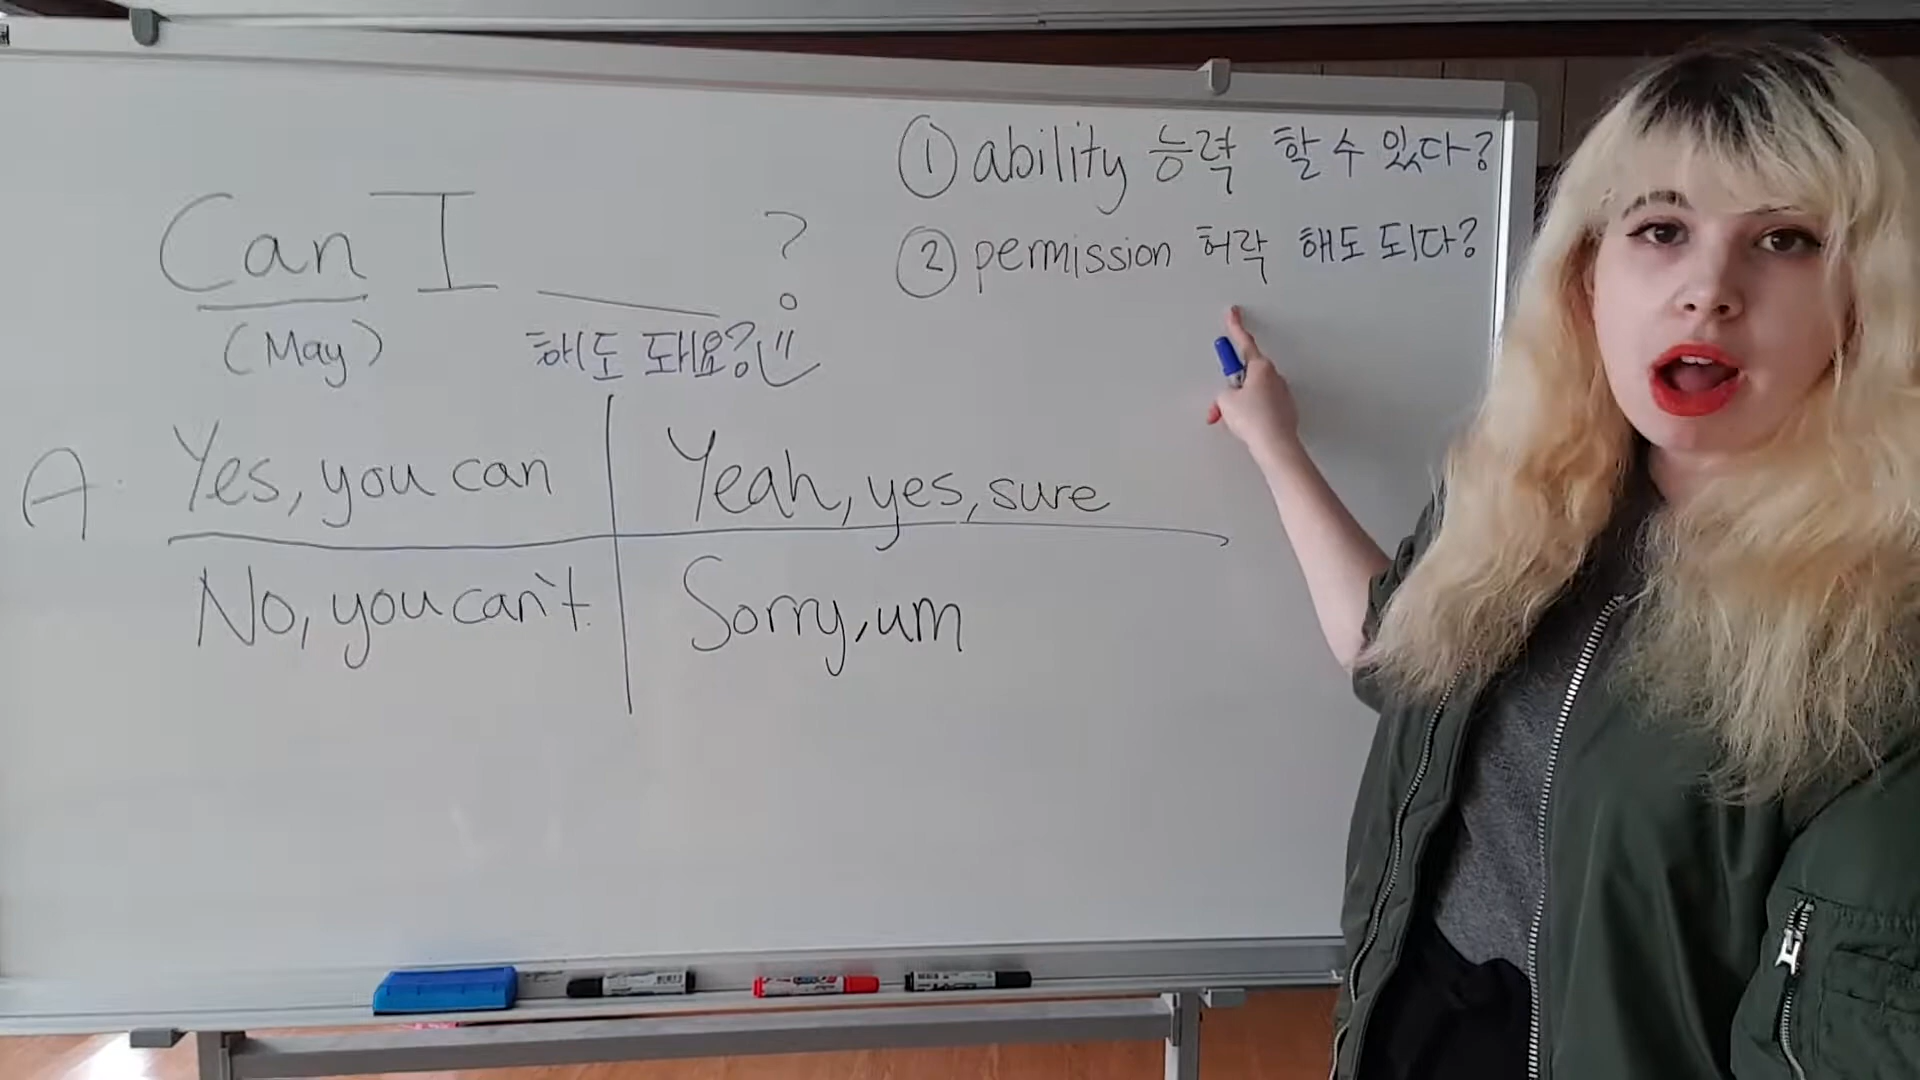 ① ability 능력 할 수 있다?
② permission 허락 해도 되다?
Can I ?
(May) 해도 돼요?
A. Yes, you can Yeah, yes, sure
No, you can't. Sorry, um